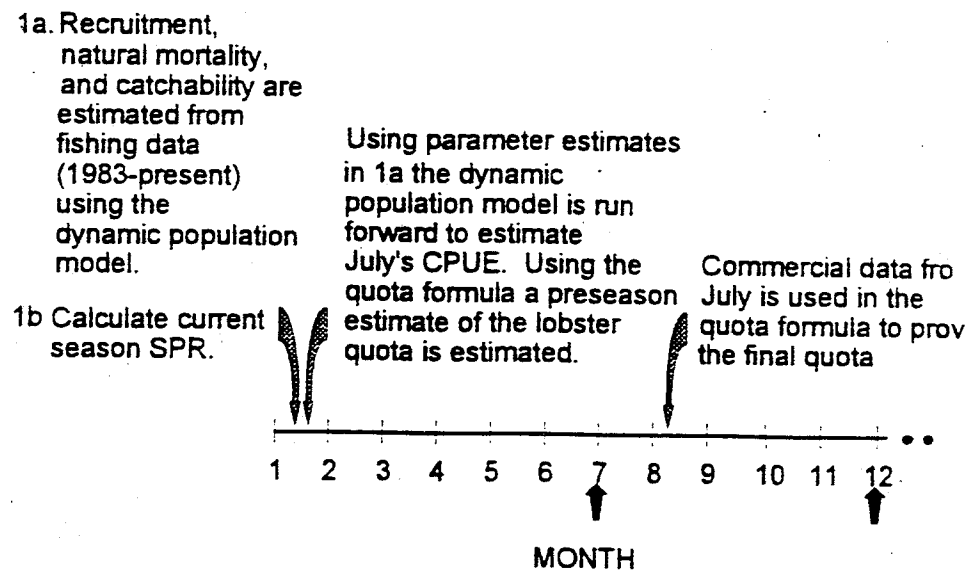 1a. Recruitment,
natural mortality,
and catchability are
estimated from
fishing data
(1983-present)
using the
dynamic population
model.
1b Calculate current
season SPR.
Using parameter estimates
in 1a the dynamic
population model is run
forward to estimate
July's CPUE. Using the
quota formula a preseason
estimate of the lobster
quota is estimated.
Commercial data fro
July is used in the
quota formula to prov
the final quota
1 2 3 4 5 6 7 8 9 10 11 12
MONTH